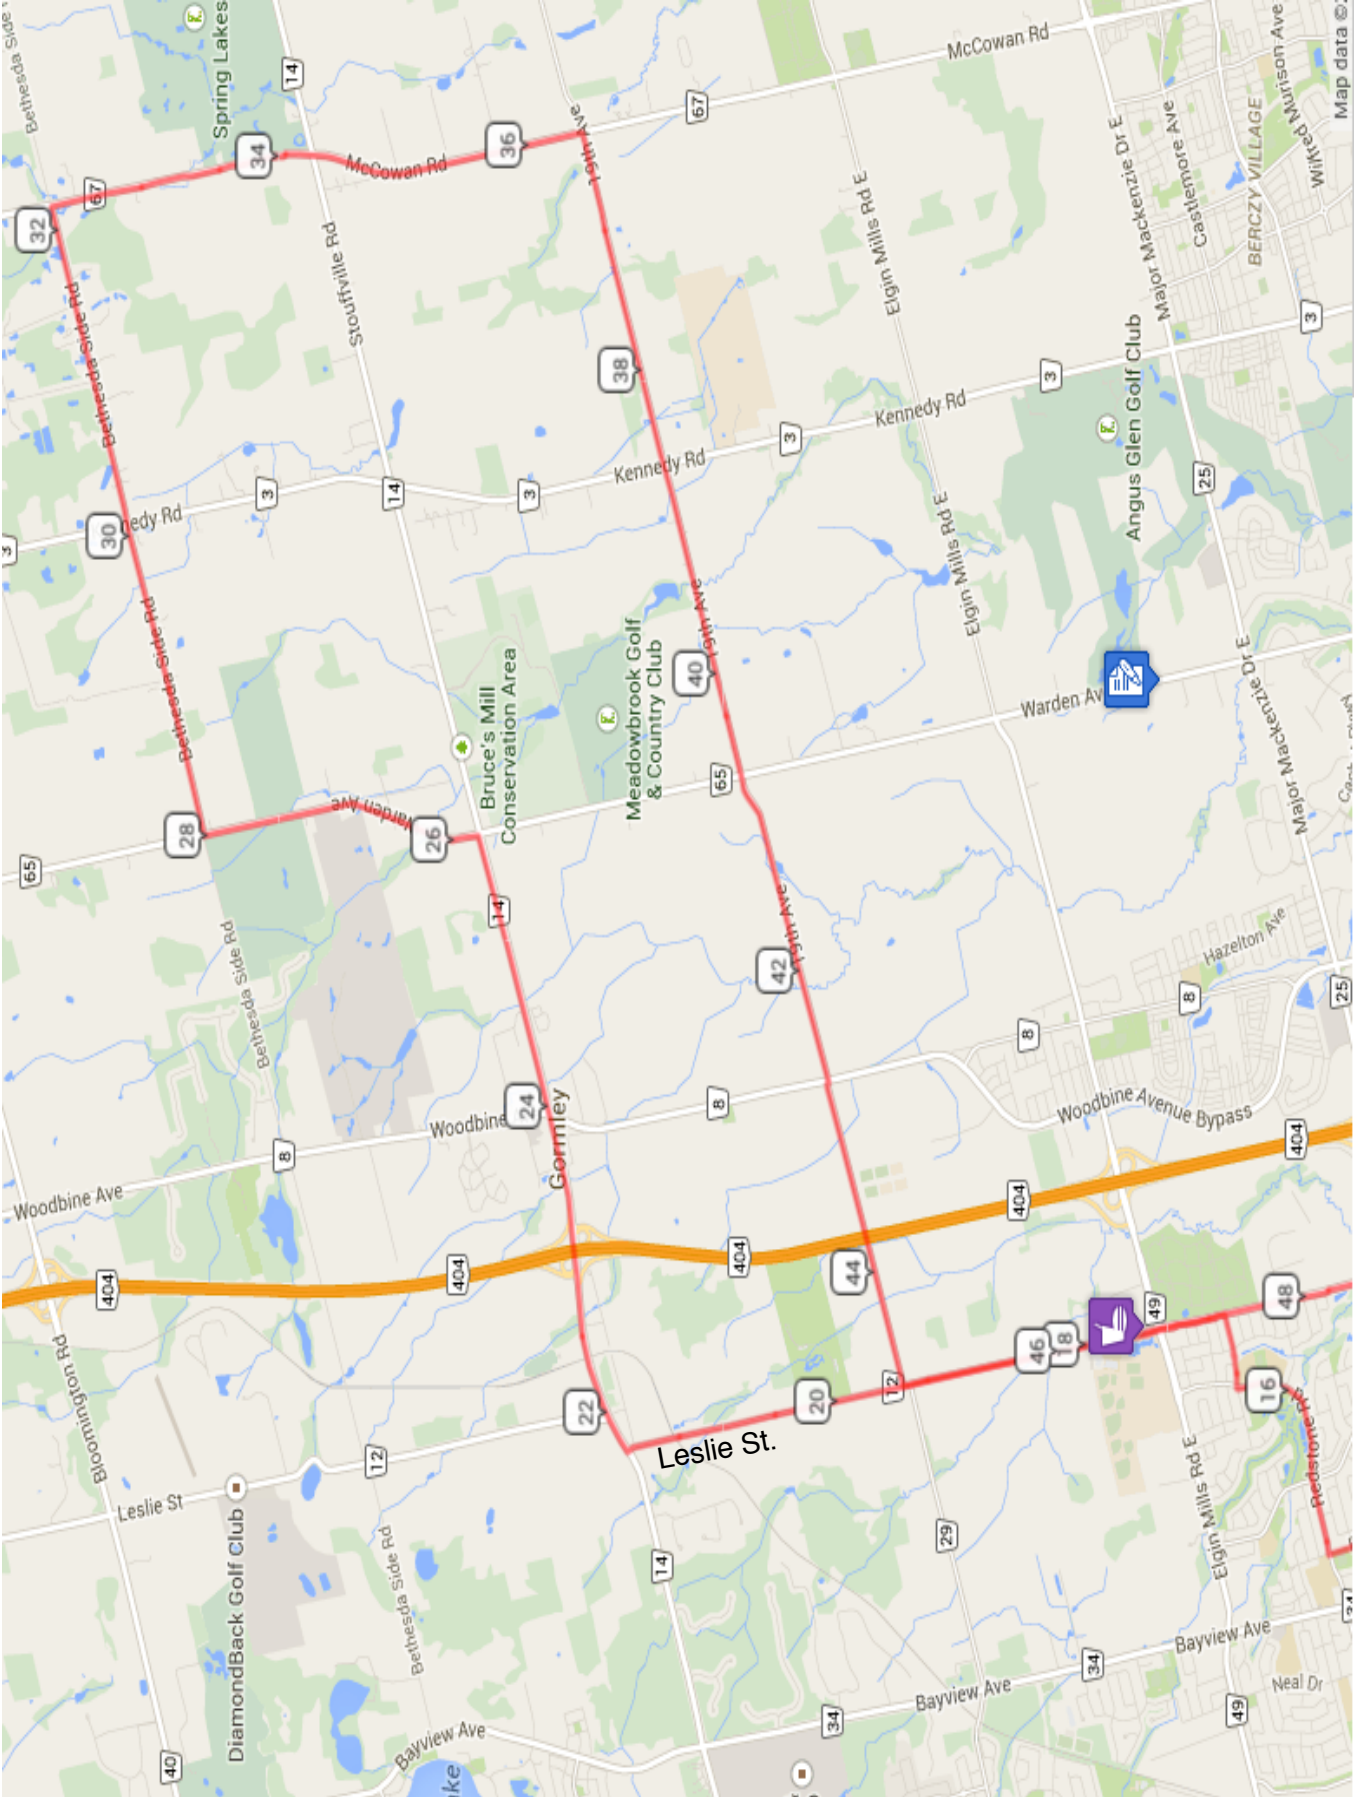 Bethesda Side
Spring Lakes
14
McCowan Rd
Map data ©
34
36
67
67
McCowan Rd
19th Ave
Major Mackenzie Dr E
Castlemore Ave
BERCZY VILLAGE
Wilfred Murison Ave
32
Stouffville Rd
Elgin Mills Rd E
Bethesda Side Rd
38
3
3
Kennedy Rd
Angus Glen Golf Club
3
Kennedy Rd
3
14
3
25
30
nedy Rd
3
Elgin Mills Rd E
19th Ave
Bethesda Side Rd
Bruce's Mill
Conservation Area
Meadowbrook Golf
& Country Club
40
Warden Av
Major Mackenzie Dr E
65
28
Warden Ave
26
65
14
19th Ave
42
Hazelton Ave
Bethesda Side Rd
8
8
25
24
Gormley
Woodbine
8
Woodbine Avenue Bypass
8
Woodbine Ave
404
404
404
404
404
44
49
48
46
18
12
20
16
22
Leslie St.
Redstone Rd
Bloomington Rd
12
Leslie St
DiamondBack Golf Club
Elgin Mills Rd E
29
14
Bethesda Side Rd
Bayview Ave
34
34
Bayview Ave
34
49
Neal Dr
Bayview Ave
40
ke